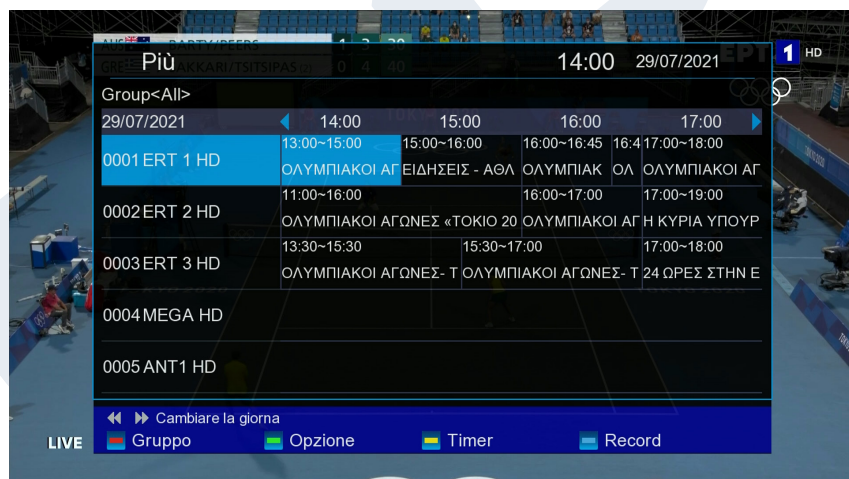 Più 14:00 29/07/2021
1 HD
Group<All>
29/07/2021 14:00 15:00 16:00 17:00
0001 ERT 1 HD
13:00~15:00 15:00~16:00 16:00~16:45 16:4 17:00~18:00
ΟΛΥΜΠΙΑΚΟΙ ΑΓ ΕΙΔΗΣΕΙΣ - ΑΘΛ ΟΛΥΜΠΙΑΚ ΟΛ ΟΛΥΜΠΙΑΚΟΙ ΑΓ
0002 ERT 2 HD
11:00~16:00 16:00~17:00 17:00~19:00
ΟΛΥΜΠΙΑΚΟΙ ΑΓΩΝΕΣ «ΤΟΚΙΟ 20 ΟΛΥΜΠΙΑΚΟΙ ΑΓ Η ΚΥΡΙΑ ΥΠΟΥΡ
0003 ERT 3 HD
13:30~15:30 15:30~17:00 17:00~18:00
ΟΛΥΜΠΙΑΚΟΙ ΑΓΩΝΕΣ- Τ ΟΛΥΜΠΙΑΚΟΙ ΑΓΩΝΕΣ- Τ 24 ΩΡΕΣ ΣΤΗΝ Ε
0004 MEGA HD
0005 ANT1 HD
Cambiare la giorna
LIVE
Gruppo Opzione Timer Record